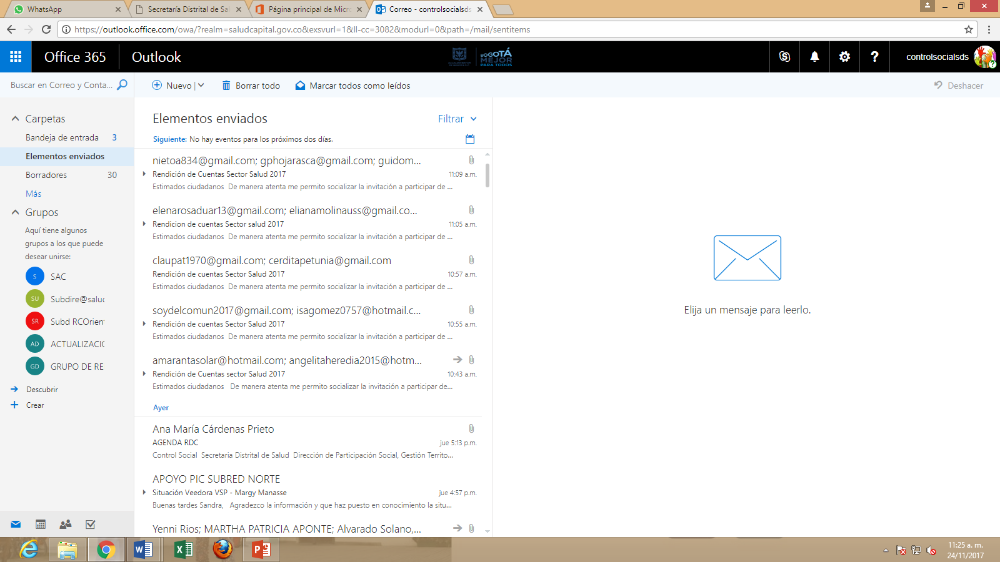 WhatsApp
Secretaría Distrital de Sal
Página principal de Micro
Correo - controlsocialsds
https://outlook.office.com/owa/?realm=saludcapital.gov.co&exsvurl=1&ll-cc=3082&modurl=0&path=/mail/sentitems
Office 365
Outlook
BOGOTÁ
MEJOR
PARA TODOS
controlsocialsds
Buscar en Correo y Conta...
Nuevo
Borrar todo
Marcar todos como leídos
Deshacer
Carpetas
Bandeja de entrada 3
Elementos enviados
Borradores 30
Más
Grupos
Aquí tiene algunos
grupos a los que puede
desear unirse:
S SAC
SU Subdire@saluc
SR Subd RCOrien
AD ACTUALIZACIC
GD GRUPO DE RE
Descubrir
Crear
Elementos enviados
Filtrar
Siguiente: No hay eventos para los próximos dos días.
nietoa834@gmail.com; gphojarasca@gmail.com; guidom...
Rendición de Cuentas Sector Salud 2017 11:09 a.m.
Estimados ciudadanos De manera atenta me permito socializar la invitación a participar de ...
elenarosaduar13@gmail.com; elianamolinauss@gmail.co...
Rendicion de cuentas Sector salud 2017 11:05 a.m.
Estimados ciudadanos De manera atenta me permito socializar la invitación a participar de ...
claupat1970@gmail.com; cerditapetunia@gmail.com
Rendición de cuentas Sector Salud 2017 10:57 a.m.
Estimados ciudadanos De manera atenta me permito socializar la invitación a participar de ...
soydelcomun2017@gmail.com; isagomez0757@hotmail.c...
Rendición de cuentas Sector Salud 2017 10:55 a.m.
Estimados ciudadanos De manera atenta me permito socializar la invitación a participar de ...
amarantasolar@hotmail.com; angelitaheredia2015@hotm...
Rendición de Cuentas sector Salud 2017 10:43 a.m.
Estimados ciudadanos De manera atenta me permito socializar la invitación a participar de...
Ayer
Ana María Cárdenas Prieto
AGENDA RDC jue 5:13 p.m.
Control Social Secretaria Distrital de Salud Dirección de Participación Social, Gestión Territo...
APOYO PIC SUBRED NORTE
Situación Veedora VSP - Margy Manasse jue 4:57 p.m.
Buenas tardes Sandra, Agradezco la información y que haz puesto en conocimiento la situ...
Yenni Rios; MARTHA PATRICIA APONTE; Alvarado Solano,...
Elija un mensaje para leerlo.
11:25 a. m.
24/11/2017